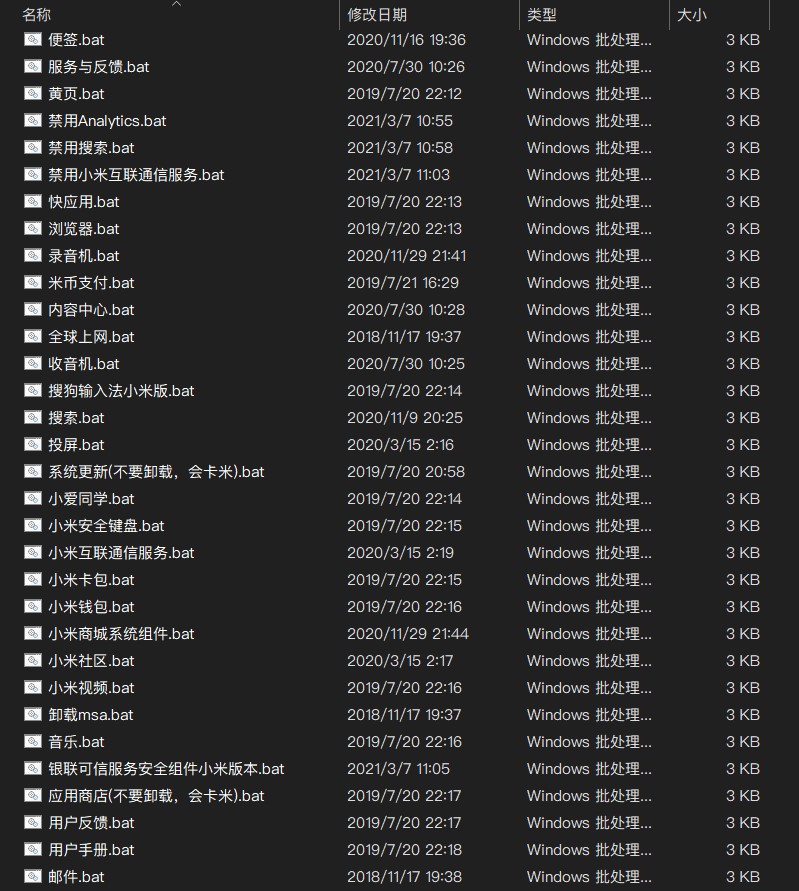 名称 修改日期 类型 大小
便签.bat 2020/11/16 19:36 Windows 批处理... 3 KB
服务与反馈.bat 2020/7/30 10:26 Windows 批处理... 3 KB
黄页.bat 2019/7/20 22:12 Windows 批处理... 3 KB
禁用Analytics.bat 2021/3/7 10:55 Windows 批处理... 3 KB
禁用搜索.bat 2021/3/7 10:58 Windows 批处理... 3 KB
禁用小米互联通信服务.bat 2021/3/7 11:03 Windows 批处理... 3 KB
快应用.bat 2019/7/20 22:13 Windows 批处理... 3 KB
浏览器.bat 2019/7/20 22:13 Windows 批处理... 3 KB
录音机.bat 2020/11/29 21:41 Windows 批处理... 3 KB
米币支付.bat 2019/7/21 16:29 Windows 批处理... 3 KB
内容中心.bat 2020/7/30 10:28 Windows 批处理... 3 KB
全球上网.bat 2018/11/17 19:37 Windows 批处理... 3 KB
收音机.bat 2020/7/30 10:25 Windows 批处理... 3 KB
搜狗输入法小米版.bat 2019/7/20 22:14 Windows 批处理... 3 KB
搜索.bat 2020/11/9 20:25 Windows 批处理... 3 KB
投屏.bat 2020/3/15 2:16 Windows 批处理... 3 KB
系统更新(不要卸载，会卡米).bat 2019/7/20 20:58 Windows 批处理... 3 KB
小爱同学.bat 2019/7/20 22:14 Windows 批处理... 3 KB
小米安全键盘.bat 2019/7/20 22:15 Windows 批处理... 3 KB
小米互联通信服务.bat 2020/3/15 2:19 Windows 批处理... 3 KB
小米卡包.bat 2019/7/20 22:15 Windows 批处理... 3 KB
小米钱包.bat 2019/7/20 22:16 Windows 批处理... 3 KB
小米商城系统组件.bat 2020/11/29 21:44 Windows 批处理... 3 KB
小米社区.bat 2020/3/15 2:17 Windows 批处理... 3 KB
小米视频.bat 2019/7/20 22:16 Windows 批处理... 3 KB
卸载msa.bat 2018/11/17 19:37 Windows 批处理... 3 KB
音乐.bat 2019/7/20 22:16 Windows 批处理... 3 KB
银联可信服务安全组件小米版本.bat 2021/3/7 11:05 Windows 批处理... 3 KB
应用商店(不要卸载，会卡米).bat 2019/7/20 22:17 Windows 批处理... 3 KB
用户反馈.bat 2019/7/20 22:17 Windows 批处理... 3 KB
用户手册.bat 2019/7/20 22:18 Windows 批处理... 3 KB
邮件.bat 2018/11/17 19:38 Windows 批处理... 3 KB